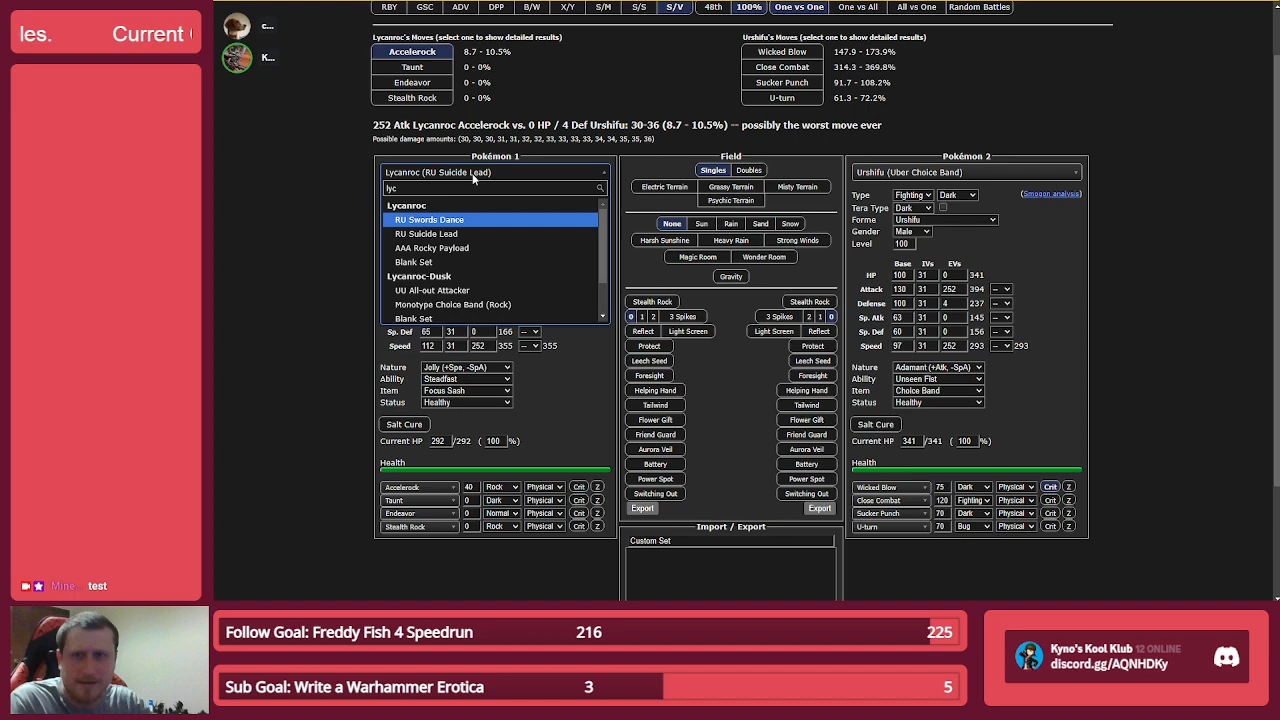 les. Current
c...
K...
RBY GSC ADV DPP B/W X/Y S/M S/S S/V 48th 100% One vs One One vs All All vs One Random Battles
Lycanroc's Moves (select one to show detailed results)
Accelerock 8.7 - 10.5%
Taunt 0 - 0%
Endeavor 0 - 0%
Stealth Rock 0 - 0%
Urshifu's Moves (select one to show detailed results)
Wicked Blow 147.9 - 173.9%
Close Combat 314.3 - 369.8%
Sucker Punch 91.7 - 108.2%
U-turn 61.3 - 72.2%
252 Atk Lycanroc Accelerock vs. 0 HP / 4 Def Urshifu: 30-36 (8.7 - 10.5%) -- possibly the worst move ever
Possible damage amounts: (30, 30, 30, 31, 31, 32, 32, 33, 33, 33, 33, 34, 34, 35, 35, 36)
Pokémon 1
Lycanroc (RU Suicide Lead)
lyc
Lycanroc
RU Swords Dance
RU Suicide Lead
AAA Rocky Payload
Blank Set
Lycanroc-Dusk
UU All-out Attacker
Monotype Choice Band (Rock)
Blank Set
Sp. Def 65 31 0 166 --
Speed 112 31 252 355 -- 355
Nature Jolly (+Spe, -SpA)
Ability Steadfast
Item Focus Sash
Status Healthy
Salt Cure
Current HP 292 /292 ( 100 %)
Health
Accelerock 40 Rock Physical Crit Z
Taunt 0 Dark Physical Crit Z
Endeavor 0 Normal Physical Crit Z
Stealth Rock 0 Rock Physical Crit Z
Field
Singles Doubles
Electric Terrain Grassy Terrain Misty Terrain
Psychic Terrain
None Sun Rain Sand Snow
Harsh Sunshine Heavy Rain Strong Winds
Magic Room Wonder Room
Gravity
Stealth Rock Stealth Rock
0 1 2 3 Spikes 3 Spikes 2 1 0
Reflect Light Screen Light Screen Reflect
Protect Protect
Leech Seed Leech Seed
Foresight Foresight
Helping Hand Helping Hand
Tailwind Tailwind
Flower Gift Flower Gift
Friend Guard Friend Guard
Aurora Veil Aurora Veil
Battery Battery
Power Spot Power Spot
Switching Out Switching Out
Export Export
Import / Export
Custom Set
Pokémon 2
Urshifu (Uber Choice Band)
Type Fighting Dark (Smogon analysis)
Tera Type Dark
Forme Urshifu
Gender Male
Level 100
Base IVs EVs
HP 100 31 0 341
Attack 130 31 252 394 --
Defense 100 31 4 237 --
Sp. Atk 63 31 0 145 --
Sp. Def 60 31 0 156 --
Speed 97 31 252 293 -- 293
Nature Adamant (+Atk, -SpA)
Ability Unseen Fist
Item Choice Band
Status Healthy
Salt Cure
Current HP 341 /341 ( 100 %)
Health
Wicked Blow 75 Dark Physical Crit Z
Close Combat 120 Fighting Physical Crit Z
Sucker Punch 70 Dark Physical Crit Z
U-turn 70 Bug Physical Crit Z
Mine test
Follow Goal: Freddy Fish 4 Speedrun 216 225
Sub Goal: Write a Warhammer Erotica 3 5
Kyno's Kool Klub 12 ONLINE
discord.gg/AQNHDKy